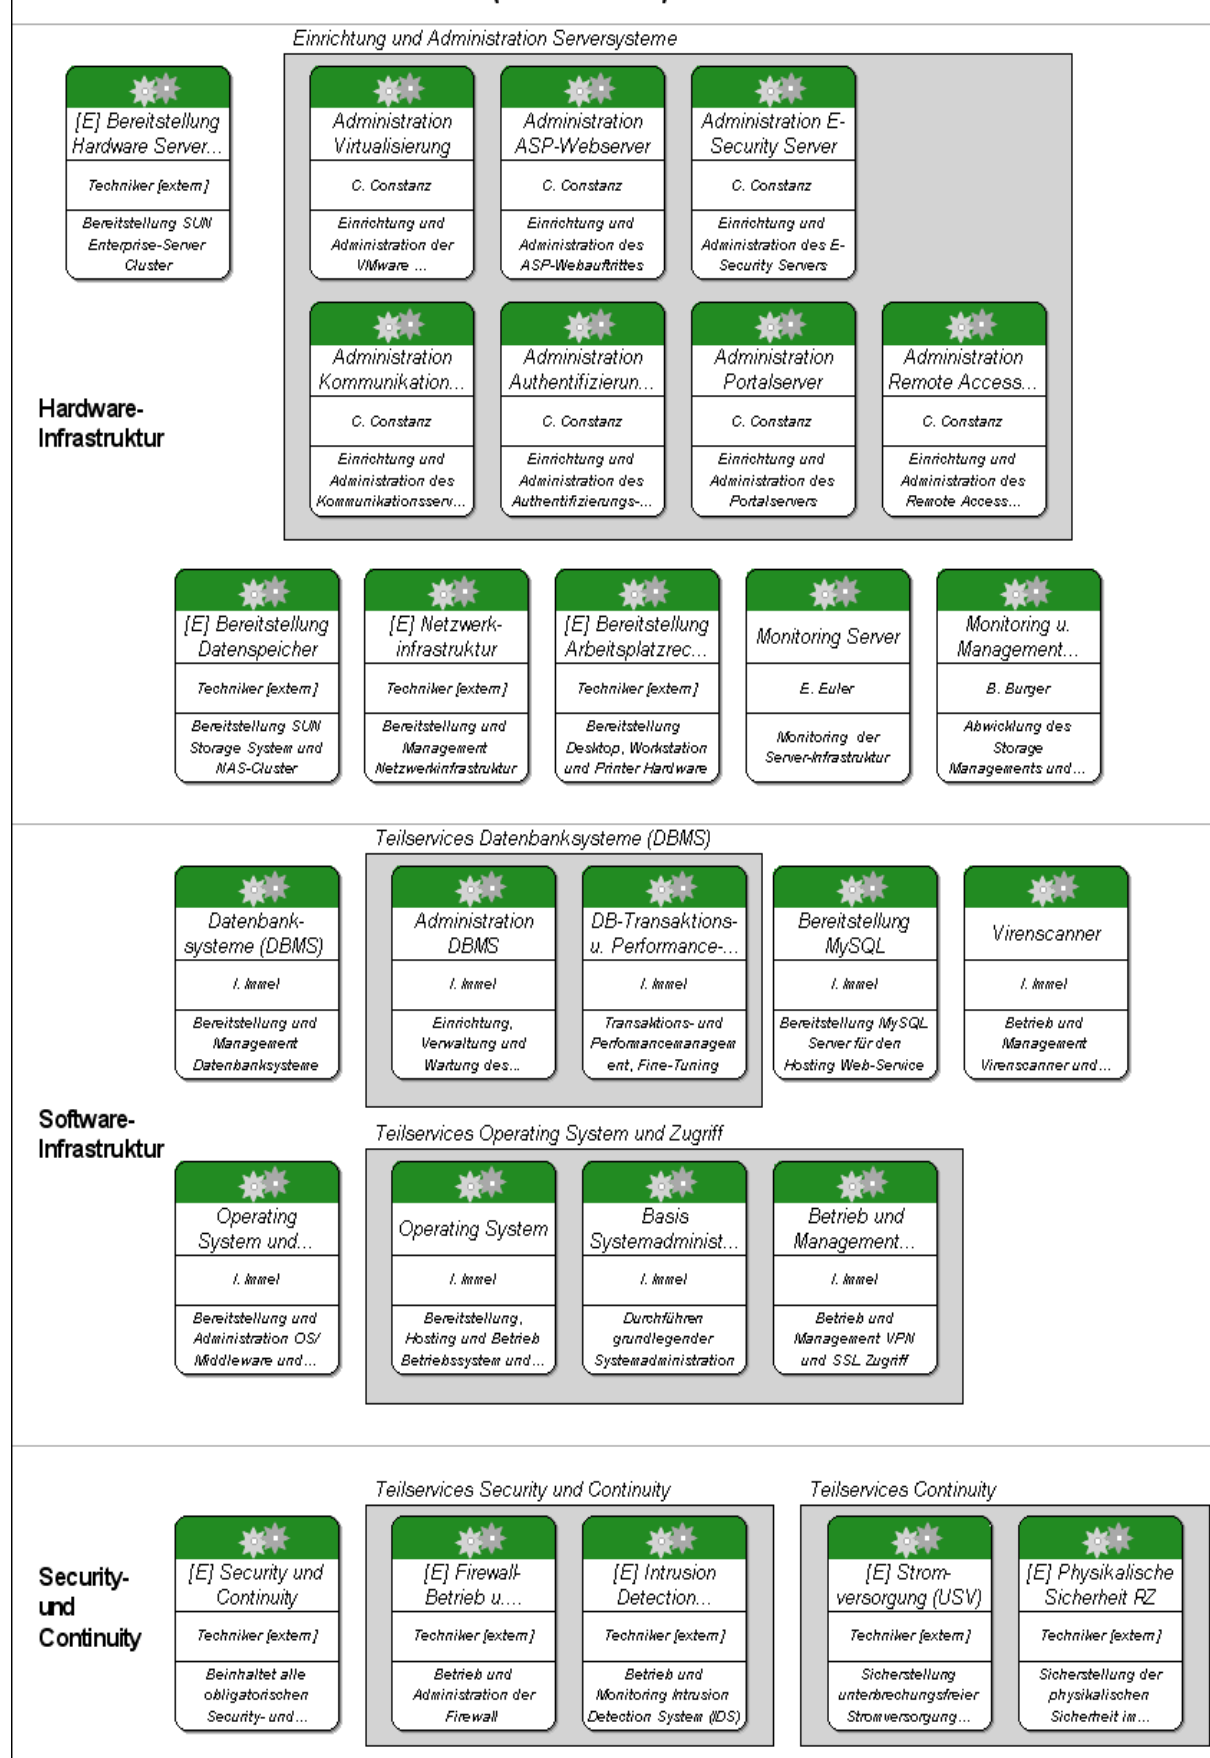 Einrichtung und Administration Serversysteme
[E] Bereitstellung
Hardware Server...
Techniker [extern]
Bereitstellung SUN
Enterprise-Server
Cluster
Administration
Virtualisierung
C. Constanz
Einrichtung und
Administration der
VMware ...
Administration
ASP-Webserver
C. Constanz
Einrichtung und
Administration des
ASP-Webauftrittes
Administration E-
Security Server
C. Constanz
Einrichtung und
Administration des E-
Security Servers
Administration
Kommunikation...
C. Constanz
Einrichtung und
Administration des
Kommunikationsserv...
Administration
Authentifizierun...
C. Constanz
Einrichtung und
Administration des
Authentifizierungs-...
Administration
Portalserver
C. Constanz
Einrichtung und
Administration des
Portalservers
Administration
Remote Access...
C. Constanz
Einrichtung und
Administration des
Remote Access...
Hardware-
Infrastruktur
[E] Bereitstellung
Datenspeicher
Techniker [extern]
Bereitstellung SUN
Storage System und
NAS-Cluster
[E] Netzwerk-
infrastruktur
Techniker [extern]
Bereitstellung und
Management
Netzwerkinfrastruktur
[E] Bereitstellung
Arbeitsplatzrec...
Techniker [extern]
Bereitstellung
Desktop, Workstation
und Printer Hardware
Monitoring Server
E. Euler
Monitoring der
Server-Infrastruktur
Monitoring u.
Management...
B. Burger
Abwicklung des
Storage
Managements und...
Teilservices Datenbanksysteme (DBMS)
Datenbank-
systeme (DBMS)
I. Immel
Bereitstellung und
Management
Datenbanksysteme
Administration
DBMS
I. Immel
Einrichtung,
Verwaltung und
Wartung des...
DB-Transaktions-
u. Performance-...
I. Immel
Transaktions- und
Performancemanagem
ent, Fine-Tuning
Bereitstellung
MySQL
I. Immel
Bereitstellung MySQL
Server für den
Hosting Web-Service
Virenscanner
I. Immel
Betrieb und
Management
Virenscanner und...
Software-
Infrastruktur
Teilservices Operating System und Zugriff
Operating
System und...
I. Immel
Bereitstellung und
Administration OS/
Middleware und...
Operating System
I. Immel
Bereitstellung,
Hosting und Betrieb
Betriebssystem und...
Basis
Systemadminist...
I. Immel
Durchführen
grundlegender
Systemadministration
Betrieb und
Management...
I. Immel
Betrieb und
Management VPN
und SSL Zugriff
Teilservices Security und Continuity
Teilservices Continuity
Security-
und
Continuity
[E] Security und
Continuity
Techniker [extern]
Beinhaltet alle
obligatorischen
Security- und...
[E] Firewall-
Betrieb u....
Techniker [extern]
Betrieb und
Administration der
Firewall
[E] Intrusion
Detection...
Techniker [extern]
Betrieb und
Monitoring Intrusion
Detection System (IDS)
[E] Strom-
versorgung (USV)
Techniker [extern]
Sicherstellung
unterbrechungsfreier
Stromversorgung...
[E] Physikalische
Sicherheit RZ
Techniker [extern]
Sicherstellung der
physikalischen
Sicherheit im...